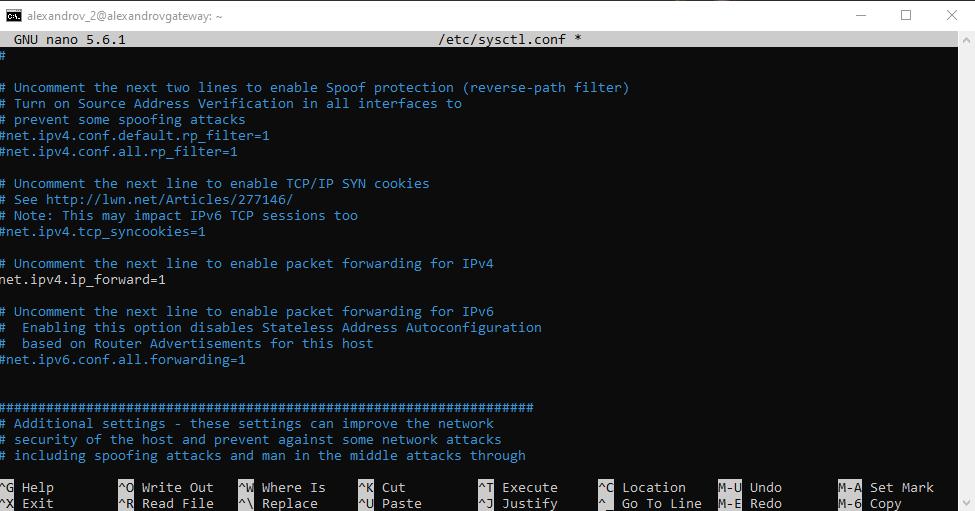 alexandrov_2@alexandrovgateway: ~
GNU nano 5.6.1 /etc/sysctl.conf *
#
# Uncomment the next two lines to enable Spoof protection (reverse-path filter)
# Turn on Source Address Verification in all interfaces to
# prevent some spoofing attacks
#net.ipv4.conf.default.rp_filter=1
#net.ipv4.conf.all.rp_filter=1
# Uncomment the next line to enable TCP/IP SYN cookies
# See http://lwn.net/Articles/277146/
# Note: This may impact IPv6 TCP sessions too
#net.ipv4.tcp_syncookies=1
# Uncomment the next line to enable packet forwarding for IPv4
net.ipv4.ip_forward=1
# Uncomment the next line to enable packet forwarding for IPv6
#  Enabling this option disables Stateless Address Autoconfiguration
#  based on Router Advertisements for this host
#net.ipv6.conf.all.forwarding=1
###################################################################
# Additional settings - these settings can improve the network
# security of the host and prevent against some network attacks
# including spoofing attacks and man in the middle attacks through
^G Help ^O Write Out ^W Where Is ^K Cut ^T Execute ^C Location M-U Undo M-A Set Mark
^X Exit ^R Read File ^\ Replace ^U Paste ^J Justify ^_ Go To Line M-E Redo M-6 Copy